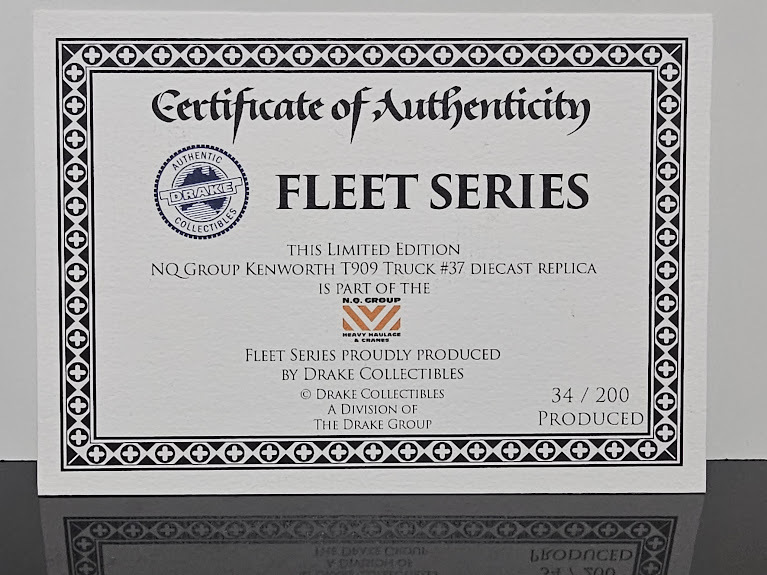 Certificate of Authenticity
AUTHENTIC
DRAKE
COLLECTIBLES
FLEET SERIES
THIS LIMITED EDITION
NQ GROUP KENWORTH T909 TRUCK #37 DIECAST REPLICA
IS PART OF THE
N.Q. GROUP
HEAVY HAULAGE
& CRANES
FLEET SERIES PROUDLY PRODUCED
BY DRAKE COLLECTIBLES
© DRAKE COLLECTIBLES
A DIVISION OF
THE DRAKE GROUP
34 / 200
PRODUCED